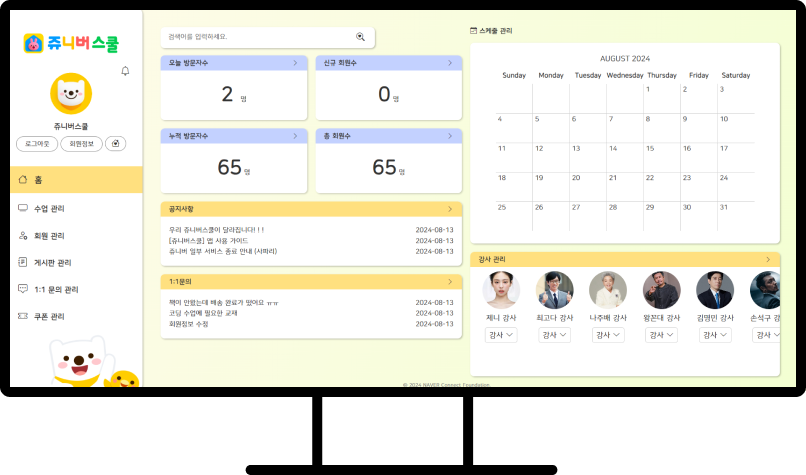 쥬니버스쿨
쥬니버스쿨
로그아웃
회원정보
홈
수업 관리
회원 관리
게시판 관리
1:1 문의 관리
쿠폰 관리
검색어를 입력하세요.
오늘 방문자수
2 명
신규 회원수
0 명
누적 방문자수
65 명
총 회원수
65 명
공지사항
우리 쥬니버스쿨이 달라집니다!!! 2024-08-13
[쥬니버스쿨] 앱 사용 가이드 2024-08-13
쥬니버 일부 서비스 종료 안내 (사파리) 2024-08-13
1:1문의
책이 안왔는데 배송 완료가 떴어요 ㅠㅠ 2024-08-13
코딩 수업에 필요한 교재 2024-08-13
회원정보 수정 2024-08-13
스케줄 관리
AUGUST 2024
Sunday Monday Tuesday Wednesday Thursday Friday Saturday
1 2 3
4 5 6 7 8 9 10
11 12 13 14 15 16 17
18 19 20 21 22 23 24
25 26 27 28 29 30 31
강사 관리
제니 강사 최고다 강사 나주배 강사 왕꼰대 강사 김명민 강사 손석구 강
강사 강사 강사 강사 강사 강사
© 2024 NAVER Connect Foundation